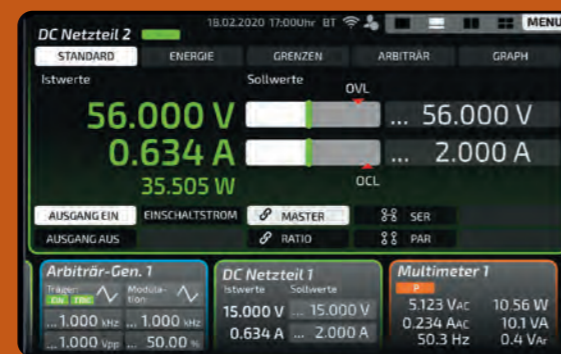 18.02.2020 17:00Uhr BT MENU
DC Netzteil 2
STANDARD ENERGIE GRENZEN ARBITRÄR GRAPH
Istwerte Sollwerte OVL
56.000 V ... 56.000 V
0.634 A ... 2.000 A
35.505 W OCL
AUSGANG EIN EINSCHALTSTROM MASTER SER
AUSGANG AUS RATIO PAR
Arbiträr-Gen. 1
Träger: Modula-
ON TRG tion:
...1.000 kHz ...1.000 kHz
...1.000 Vpp ... 50.00 %
DC Netzteil 1
Istwerte Sollwerte
15.000 V ... 15.000 V
0.634 A ... 2.000 A
Multimeter 1
P
5.123 VAC 10.56 W
0.234 AAC 10.1 VA
50.3 Hz 0.4 VAr